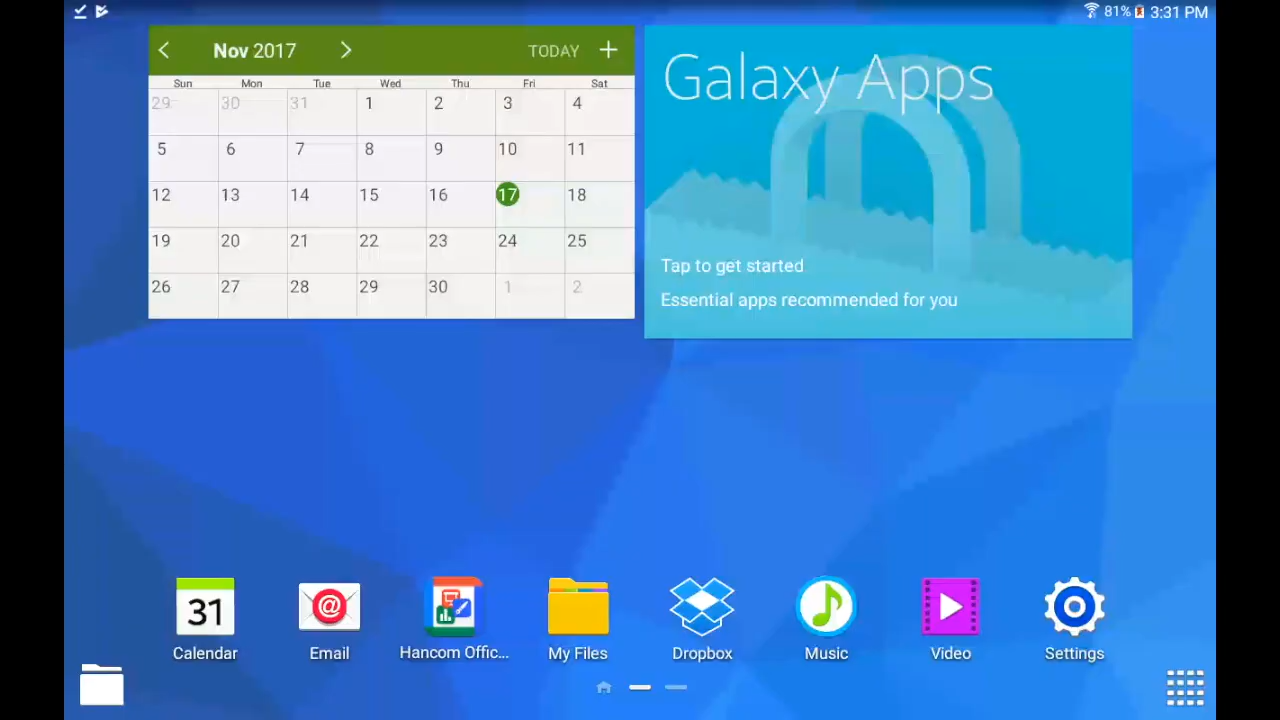 81% 3:31 PM
Nov 2017 TODAY +
Sun Mon Tue Wed Thu Fri Sat
29 30 31 1 2 3 4
5 6 7 8 9 10 11
12 13 14 15 16 17 18
19 20 21 22 23 24 25
26 27 28 29 30 1 2
Galaxy Apps
Tap to get started
Essential apps recommended for you
31 @
Calendar Email Hancom Offic... My Files Dropbox Music Video Settings